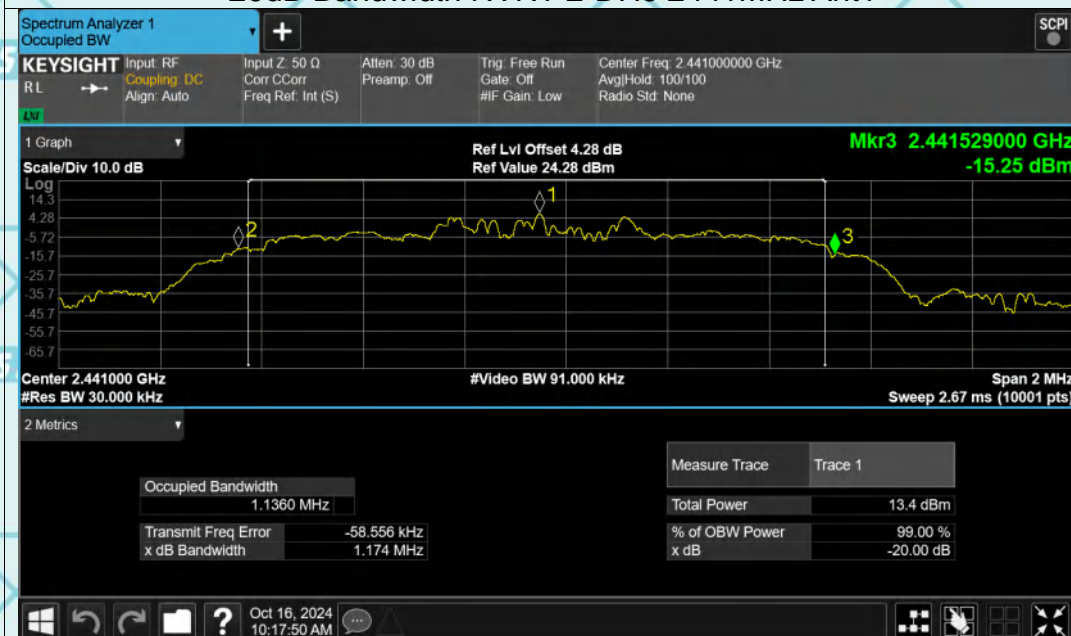 Spectrum Analyzer 1
Occupied BW
SCPI
KEYSIGHT Input: RF Input Z: 50 Ω Atten: 30 dB Trig: Free Run Center Freq: 2.441000000 GHz
RL Coupling: DC Corr CCorr Preamp: Off Gate: Off Avg|Hold: 100/100
Align: Auto Freq Ref: Int (S) #IF Gain: Low Radio Std: None
LXI
1 Graph
Ref Lvl Offset 4.28 dB Mkr3 2.441529000 GHz
Scale/Div 10.0 dB Ref Value 24.28 dBm -15.25 dBm
Log
14.3
4.28
-5.72
-15.7
-25.7
-35.7
-45.7
-55.7
-65.7
1
2
3
Center 2.441000 GHz #Video BW 91.000 kHz Span 2 MHz
#Res BW 30.000 kHz Sweep 2.67 ms (10001 pts)
2 Metrics
Measure Trace Trace 1
Occupied Bandwidth
1.1360 MHz Total Power 13.4 dBm
Transmit Freq Error -58.556 kHz % of OBW Power 99.00 %
x dB Bandwidth 1.174 MHz x dB -20.00 dB
Oct 16, 2024
10:17:50 AM